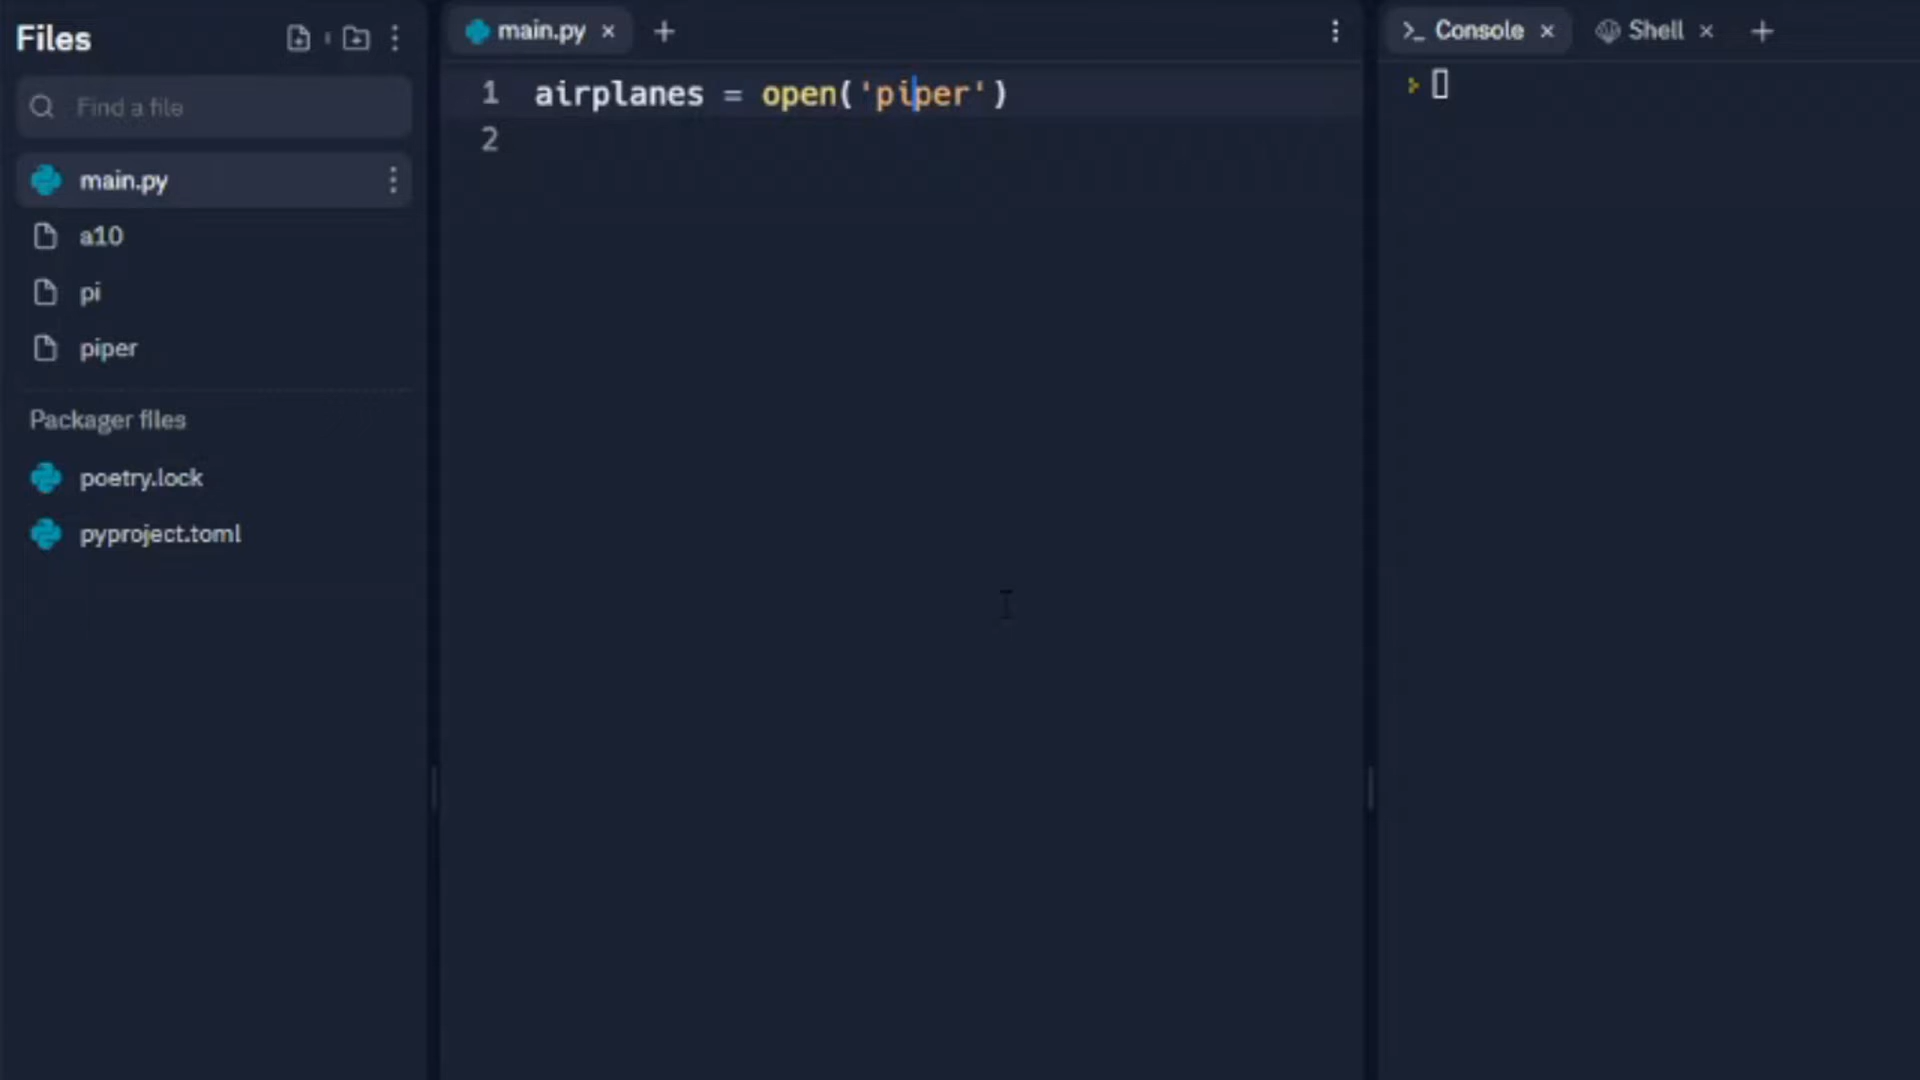 Files
Find a file
main.py
a10
pi
piper
Packager files
poetry.lock
pyproject.toml
main.py
1 airplanes = open('piper')
2
Console
Shell